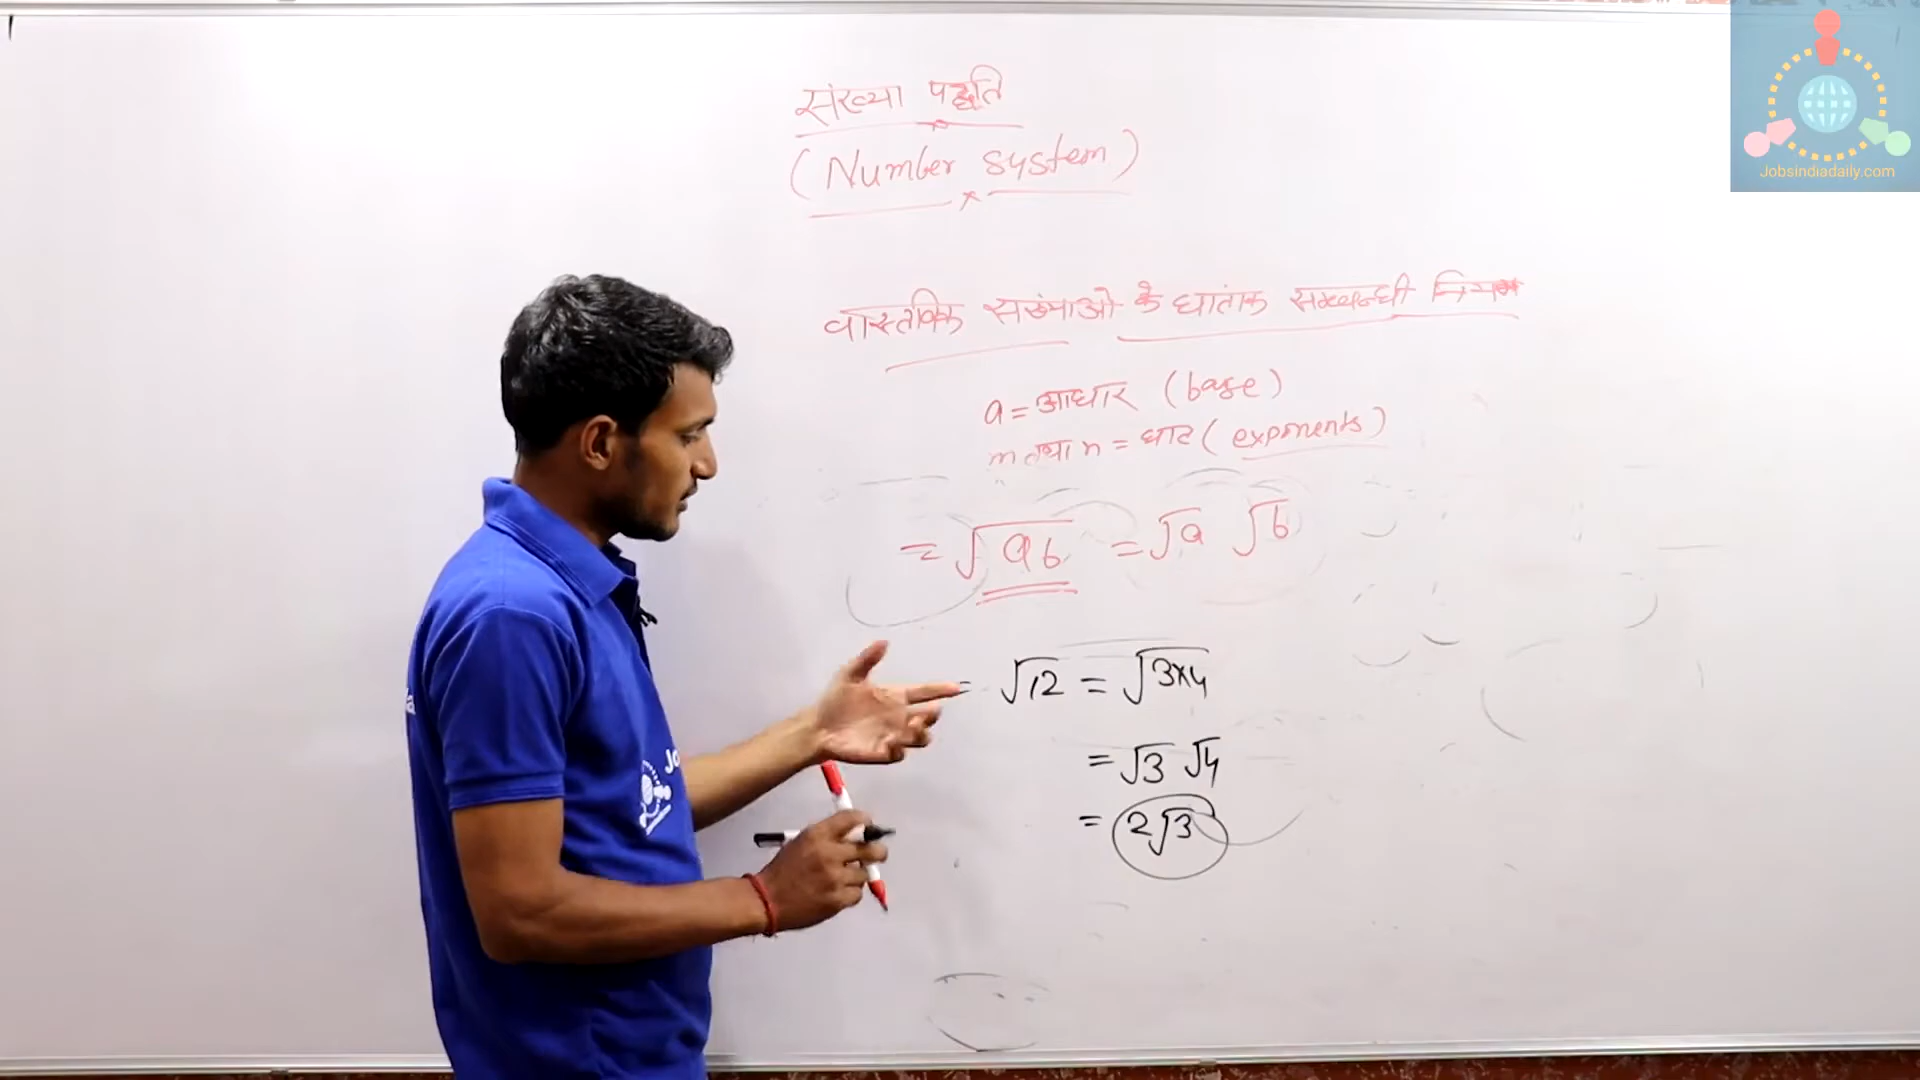 संख्या पद्धति
(Number system)
वास्तविक संख्याओ के घातांक सम्बन्धी नियम
a = आधार (base)
m तथा n = घात (exponents)
= √ab = √a √b
= √12 = √3x4
= √3 √4
= 2√3
Jobsindiadaily.com